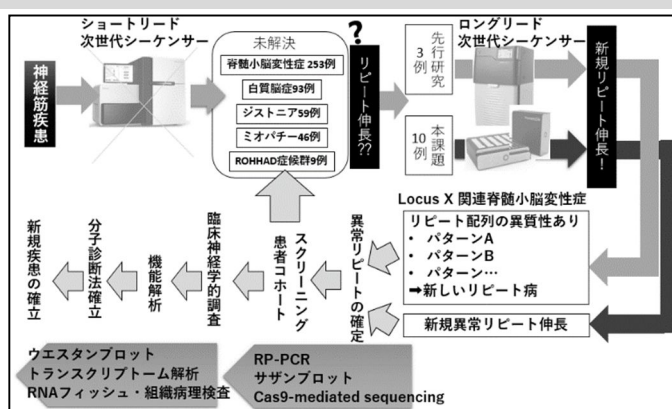 ショートリード
次世代シーケンサー
神経筋疾患
未解決
脊髄小脳変性症 253例
白質脳症93例
ジストニア59例
ミオパチー46例
ROHHAD症候群9例
?
リピート伸長??
ロングリード
次世代シーケンサー
先行研究
3例
本課題
10例
新規リピート伸長!
Locus X 関連脊髄小脳変性症
リピート配列の異質性あり
• パターンA
• パターンB
• パターン…
➡新しいリピート病
新規異常リピート伸長
異常リピートの確定
患者コホート
スクリーニング
臨床神経学的調査
機能解析
分子診断法確立
新規疾患の確立
RP-PCR
サザンブロット
Cas9-mediated sequencing
ウエスタンブロット
トランスクリプトーム解析
RNAフィッシュ・組織病理検査